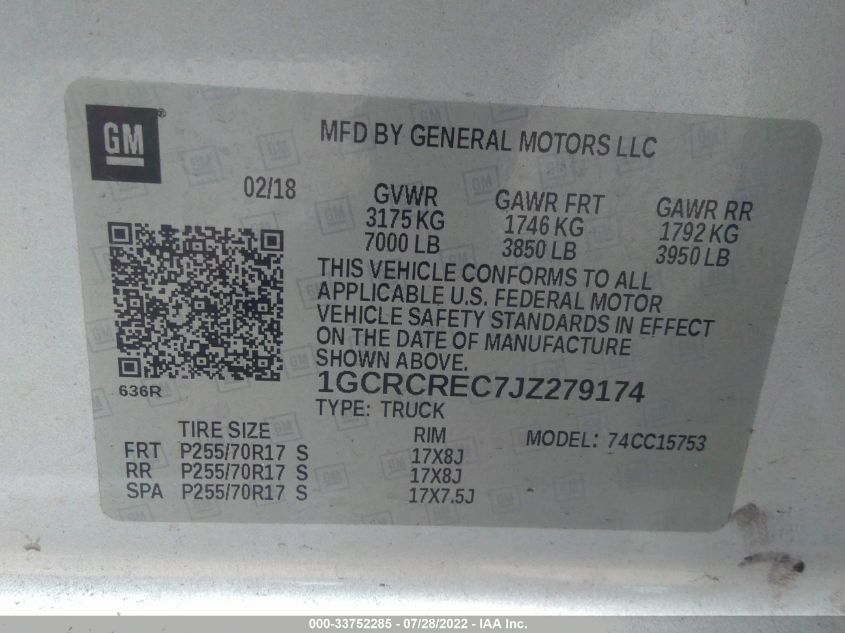 GM ®
MFD BY GENERAL MOTORS LLC
02/18
GVWR GAWR FRT GAWR RR
3175 KG 1746 KG 1792 KG
7000 LB 3850 LB 3950 LB
THIS VEHICLE CONFORMS TO ALL
APPLICABLE U.S. FEDERAL MOTOR
VEHICLE SAFETY STANDARDS IN EFFECT
ON THE DATE OF MANUFACTURE
SHOWN ABOVE.
636R
1GCRCREC7JZ279174
TYPE: TRUCK
TIRE SIZE RIM MODEL: 74CC15753
FRT P255/70R17 S 17X8J
RR P255/70R17 S 17X8J
SPA P255/70R17 S 17X7.5J
000-33752285 - 07/28/2022 - IAA Inc.